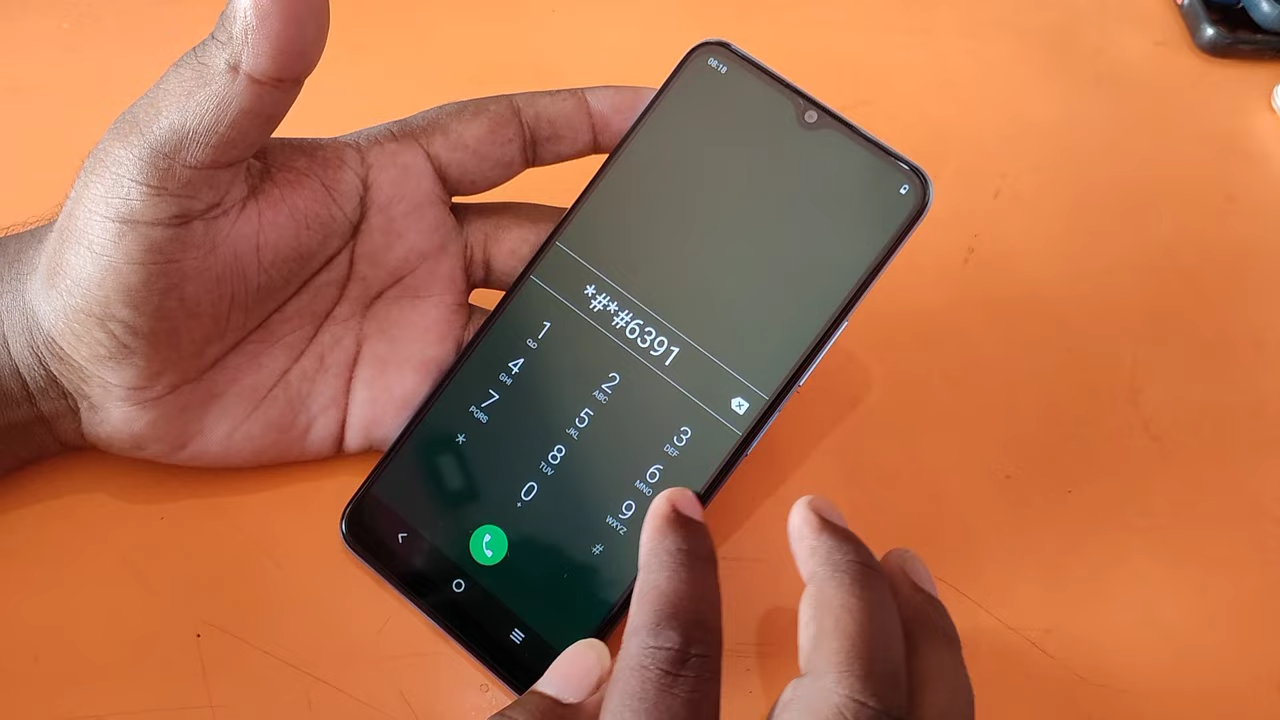 08:18
*#*#6391
1
2 ABC
3 DEF
4 GHI
5 JKL
6 MNO
7 PQRS
8 TUV
9 WXYZ
*
0 +
#